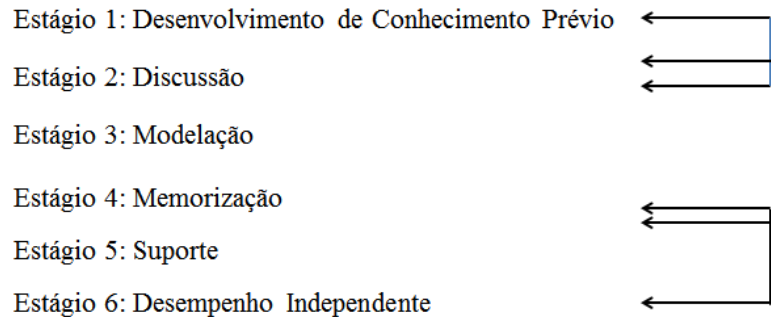 Estágio 1: Desenvolvimento de Conhecimento Prévio
Estágio 2: Discussão
Estágio 3: Modelação
Estágio 4: Memorização
Estágio 5: Suporte
Estágio 6: Desempenho Independente